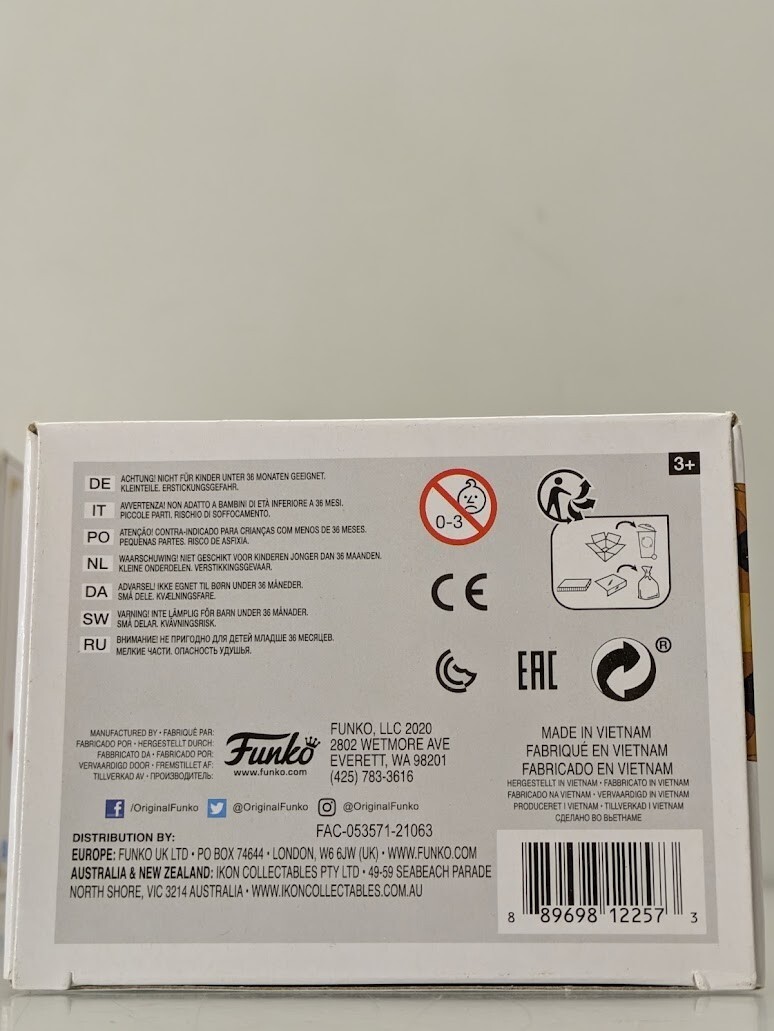 3+
DE ACHTUNG! NICHT FÜR KINDER UNTER 36 MONATEN GEEIGNET.
KLEINTEILE. ERSTICKUNGSGEFAHR.
IT AVVERTENZA! NON ADATTO A BAMBINI DI ETÀ INFERIORE A 36 MESI.
PICCOLE PARTI. RISCHIO DI SOFFOCAMENTO.
PO ATENÇÃO! CONTRA-INDICADO PARA CRIANÇAS COM MENOS DE 36 MESES.
PEQUENAS PARTES. RISCO DE ASFIXIA.
NL WAARSCHUWING! NIET GESCHIKT VOOR KINDEREN JONGER DAN 36 MAANDEN.
KLEINE ONDERDELEN. VERSTIKKINGSGEVAAR.
DA ADVARSEL! IKKE EGNET TIL BØRN UNDER 36 MÅNEDER.
SMÅ DELE. KVÆLNINGSFARE.
SW VARNING! INTE LÄMPLIG FÖR BARN UNDER 36 MÅNADER.
SMÅ DELAR. KVÄVNINGSRISK.
RU ВНИМАНИЕ! НЕ ПРИГОДНО ДЛЯ ДЕТЕЙ МЛАДШЕ 36 МЕСЯЦЕВ.
МЕЛКИЕ ЧАСТИ. ОПАСНОСТЬ УДУШЬЯ.
0-3
CE
EAC
®
MANUFACTURED BY • FABRIQUÉ PAR:
FABRICADO POR • HERGESTELLT DURCH:
FABBRICATO DA • FABRICADO POR:
VERVAARDIGD DOOR • FREMSTILLET AF:
TILLVERKAD AV • ПРОИЗВОДИТЕЛЬ:
Funko
www.funko.com
FUNKO, LLC 2020
2802 WETMORE AVE
EVERETT, WA 98201
(425) 783-3616
/OriginalFunko @OriginalFunko @OriginalFunko
FAC-053571-21063
DISTRIBUTION BY:
EUROPE: FUNKO UK LTD • PO BOX 74644 • LONDON, W6 6JW (UK) • WWW.FUNKO.COM
AUSTRALIA & NEW ZEALAND: IKON COLLECTABLES PTY LTD • 49-59 SEABEACH PARADE
NORTH SHORE, VIC 3214 AUSTRALIA • WWW.IKONCOLLECTABLES.COM.AU
MADE IN VIETNAM
FABRIQUÉ EN VIETNAM
FABRICADO EN VIETNAM
HERGESTELLT IN VIETNAM • FABBRICATO IN VIETNAM
FABRICADO NA VIETNAM • VERVAARDIGD IN VIETNAM
PRODUCERET I VIETNAM • TILLVERKAD I VIETNAM
СДЕЛАНО ВО ВЬЕТНАМЕ
8 89698 12257 3